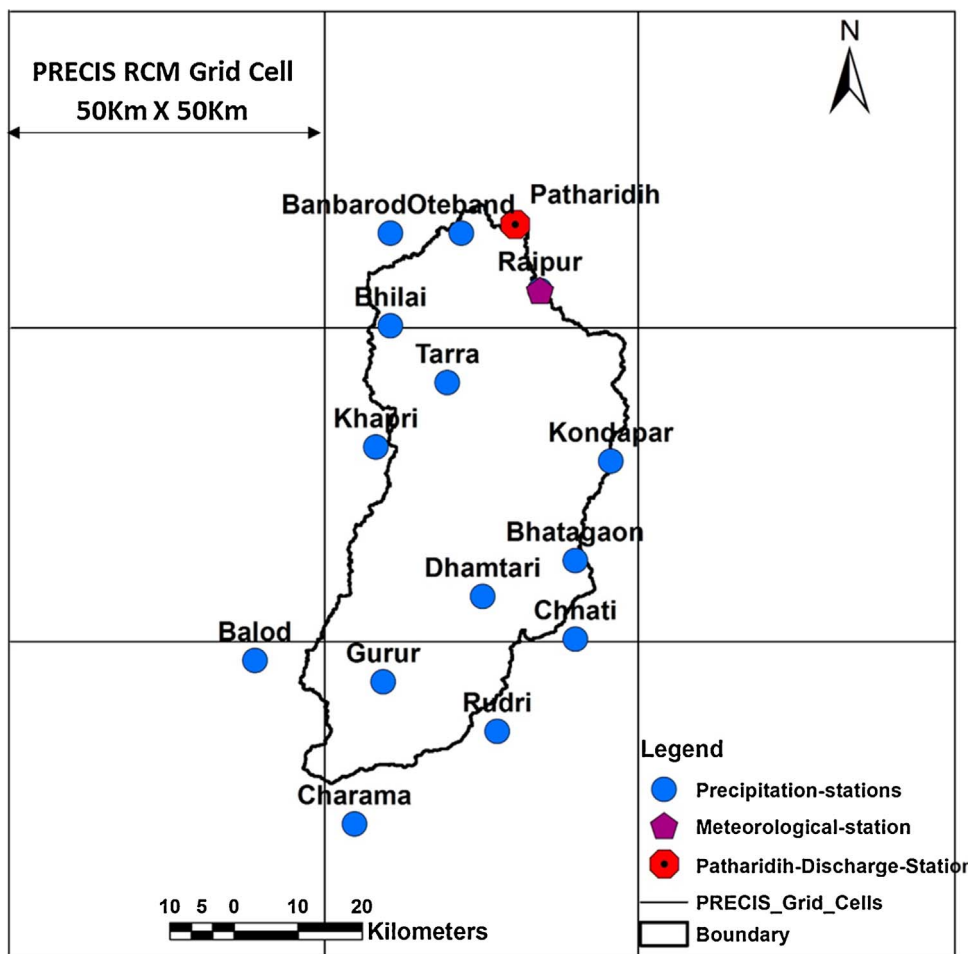 N
PRECIS RCM Grid Cell
50Km X 50Km
Patharidih
BanbarodOteband
Raipur
Bhilai
Tarra
Khapri
Kondapar
Bhatagaon
Dhamtari
Chhati
Balod
Gurur
Rudri
Charama
Legend
Precipitation-stations
Meteorological-station
Patharidih-Discharge-Station
PRECIS_Grid_Cells
Boundary
10 5 0 10 20
Kilometers